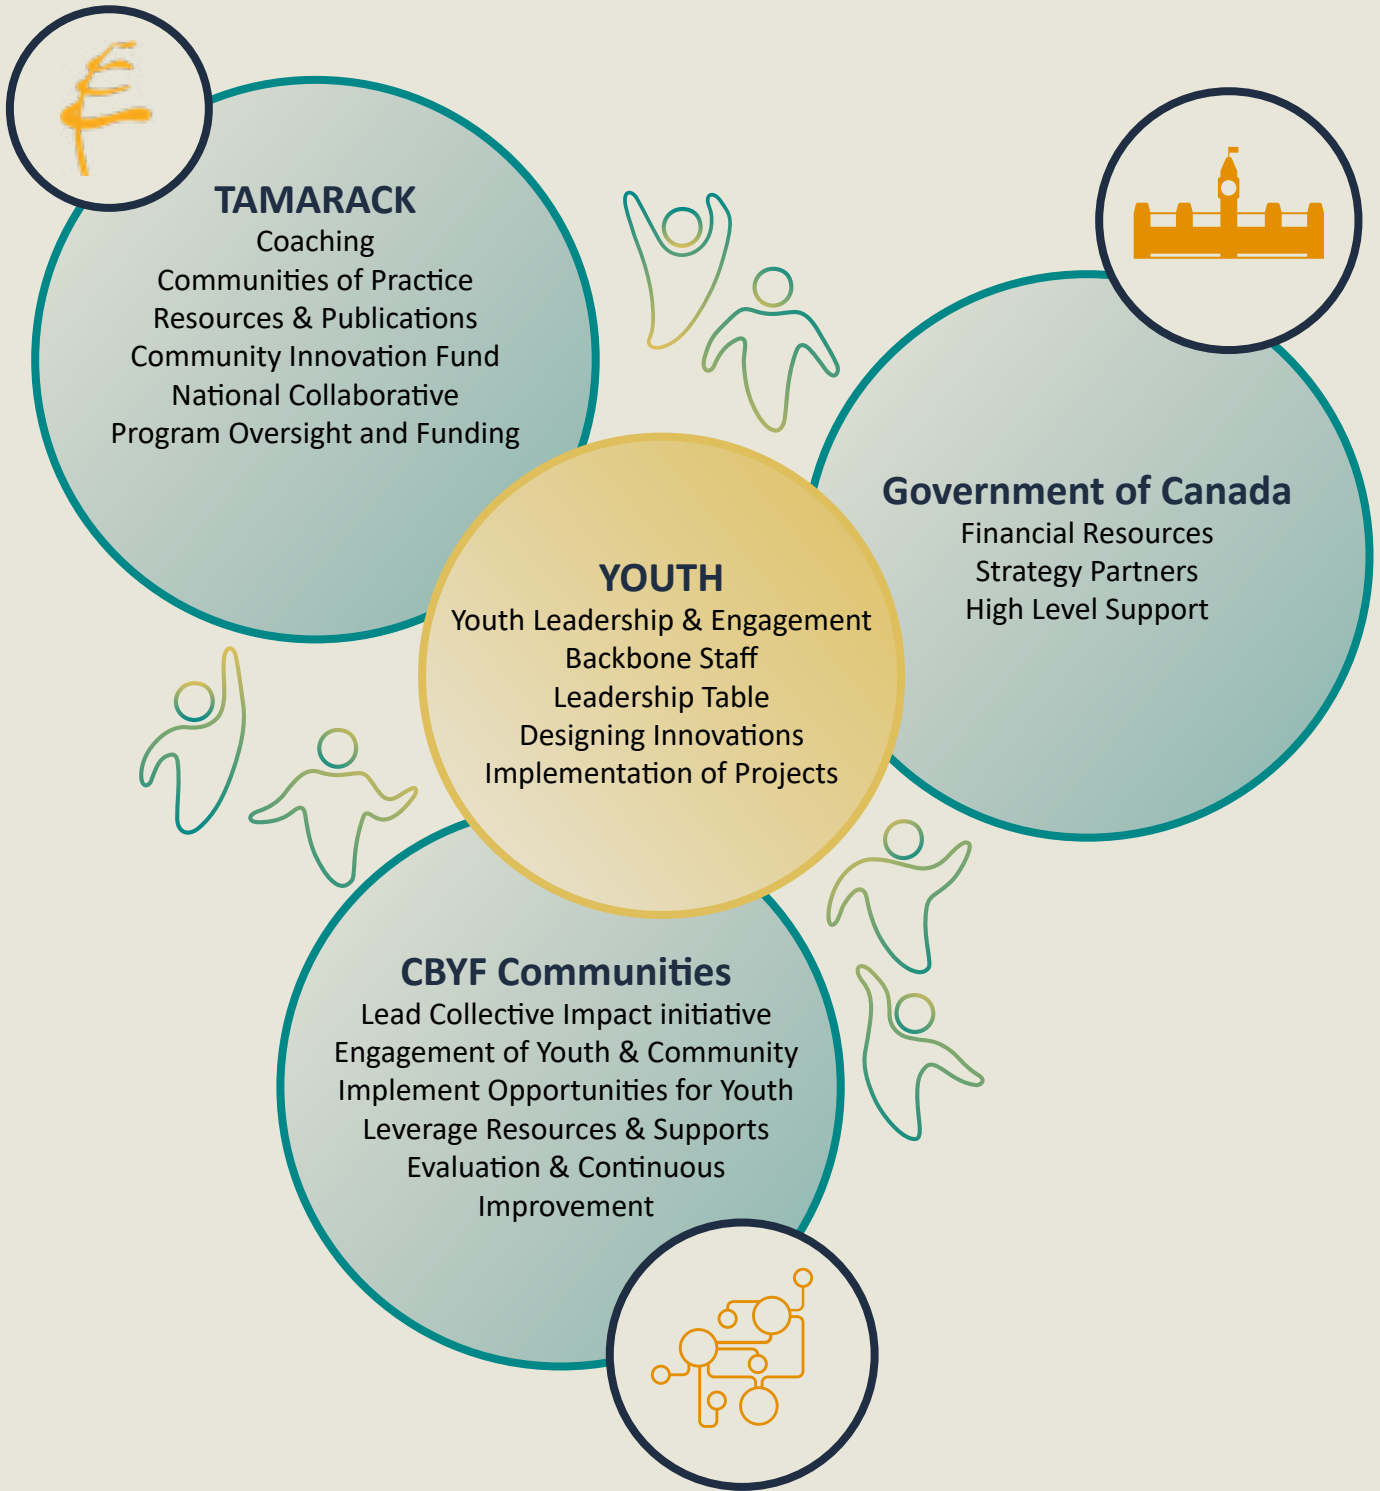 TAMARACK
Coaching
Communities of Practice
Resources & Publications
Community Innovation Fund
National Collaborative
Program Oversight and Funding
Government of Canada
Financial Resources
Strategy Partners
High Level Support
YOUTH
Youth Leadership & Engagement
Backbone Staff
Leadership Table
Designing Innovations
Implementation of Projects
CBYF Communities
Lead Collective Impact initiative
Engagement of Youth & Community
Implement Opportunities for Youth
Leverage Resources & Supports
Evaluation & Continuous
Improvement